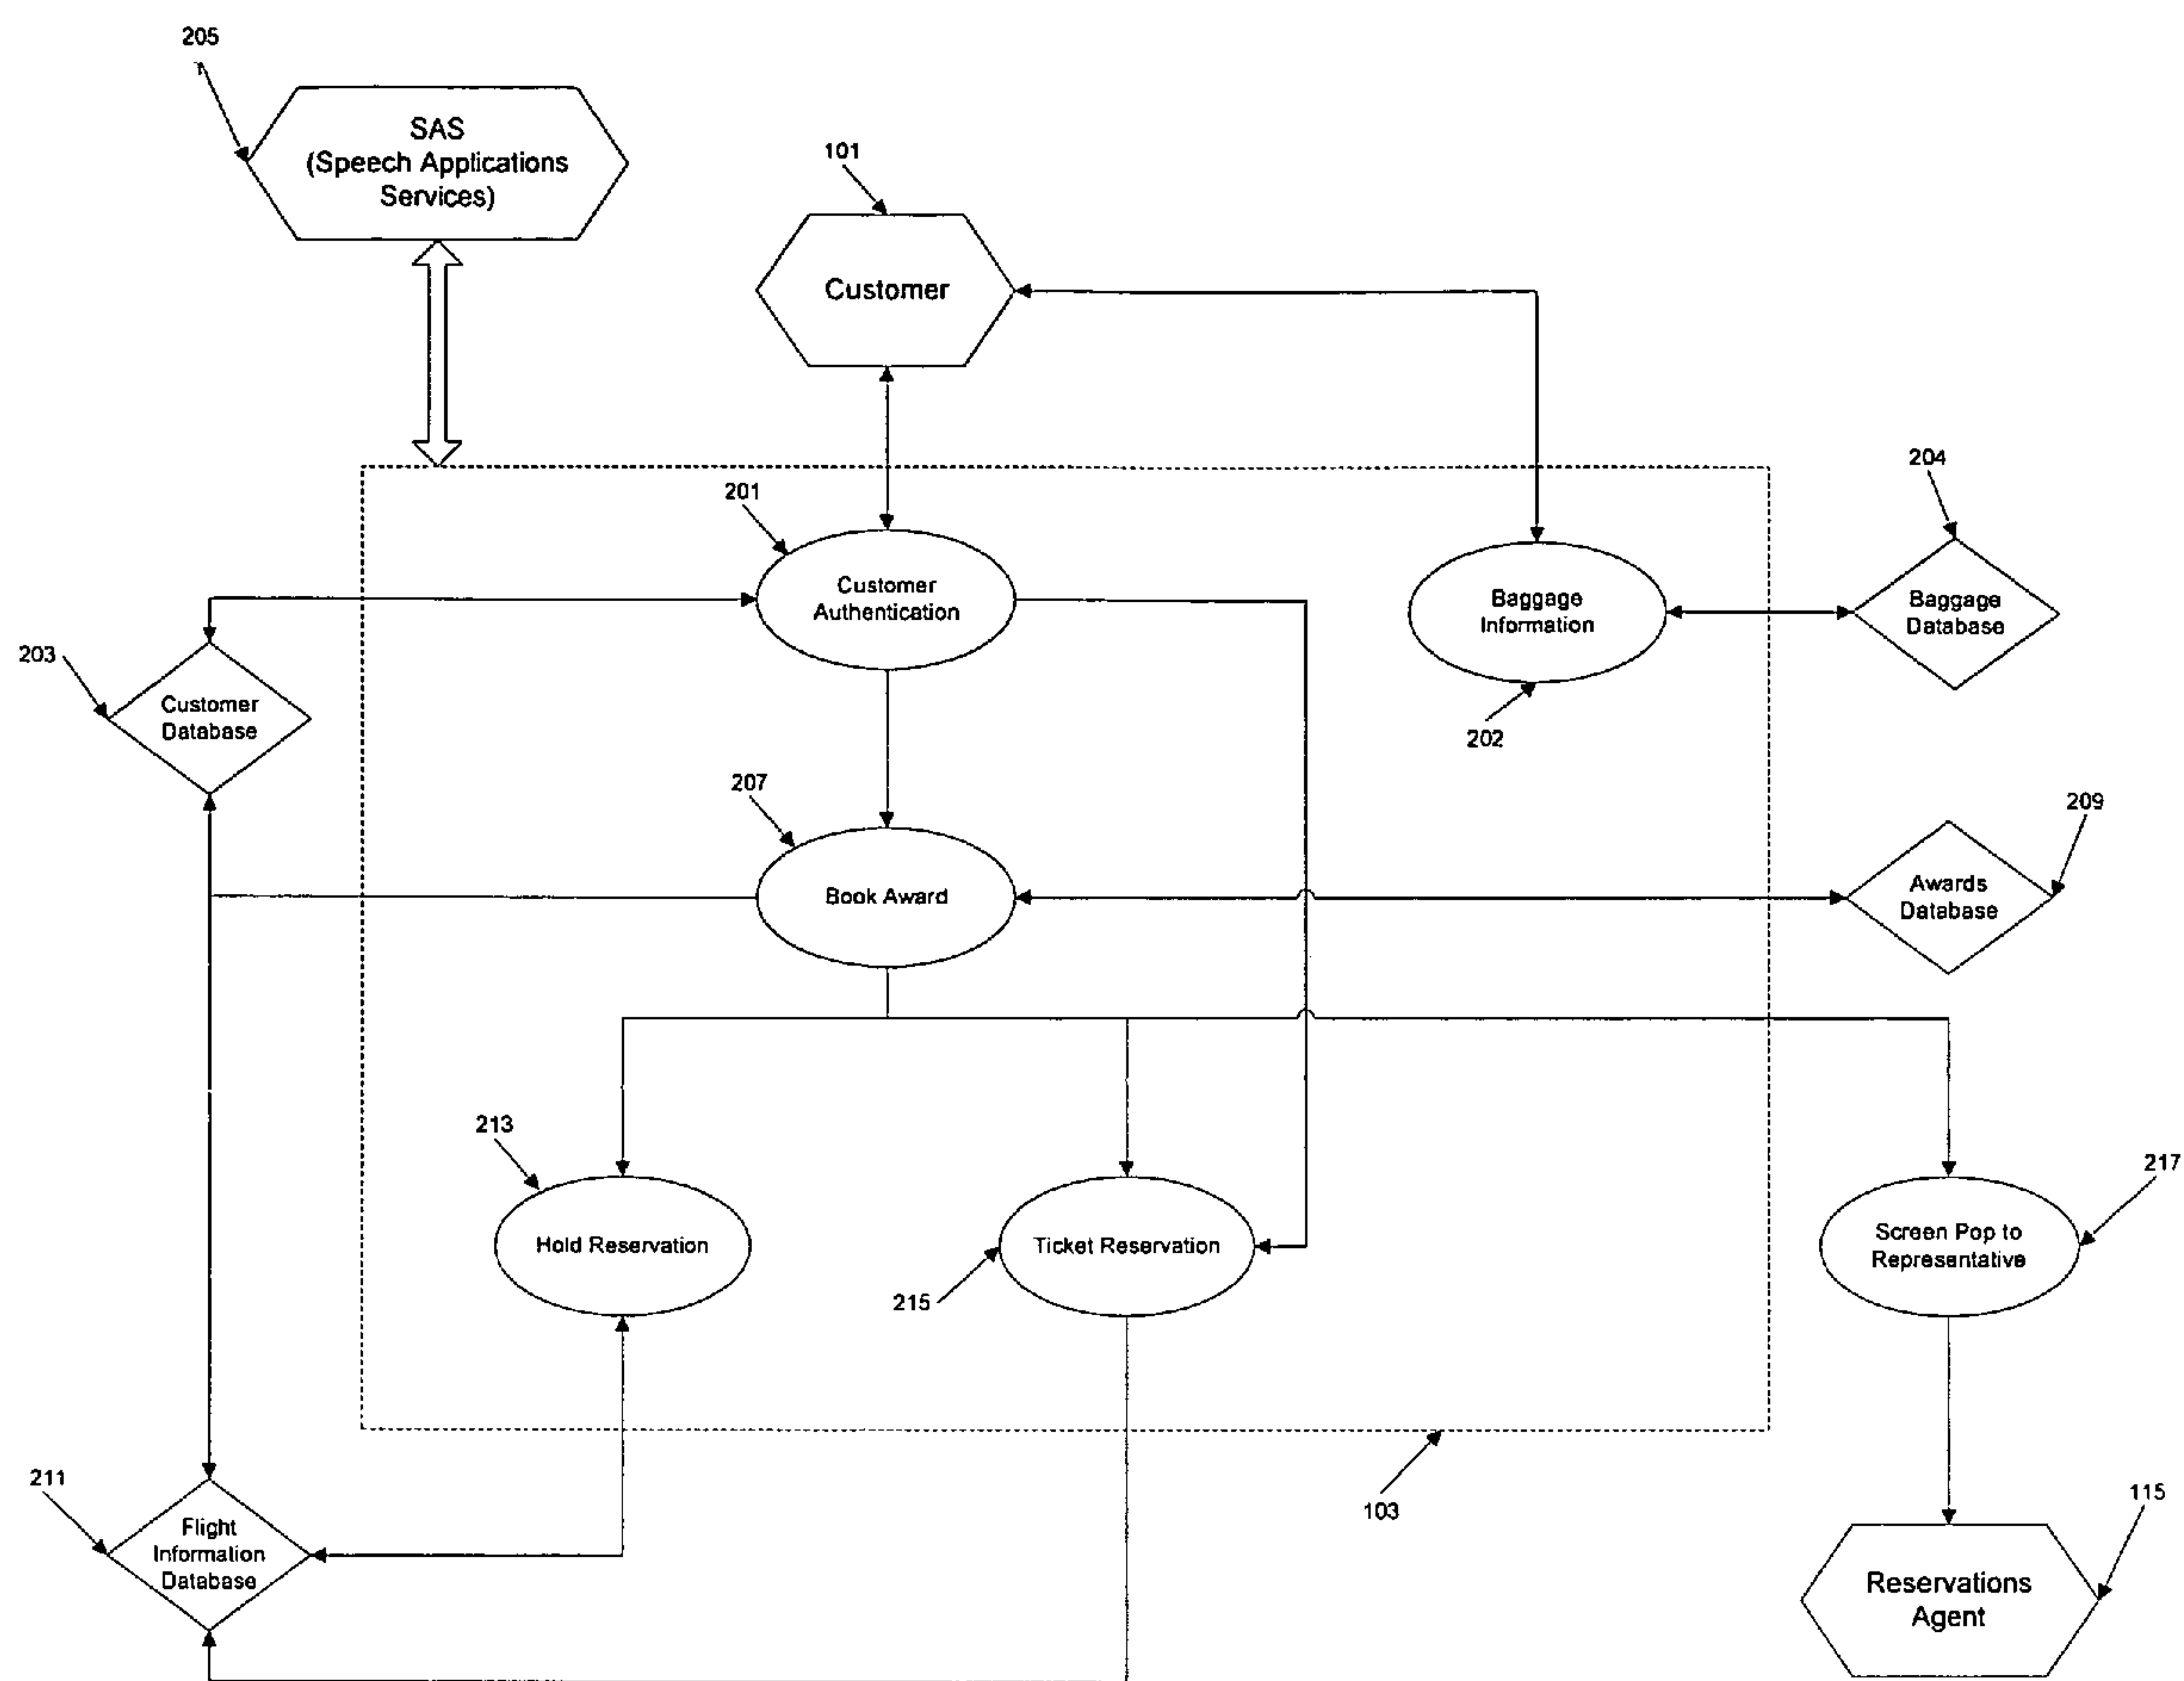 205
SAS
(Speech Applications
Services)
101
Customer
204
201
Customer
Authentication
Baggage
Information
Baggage
Database
203
Customer
Database
202
207
209
Book Award
Awards
Database
213
217
Hold Reservation
Ticket Reservation
Screen Pop to
Representative
215
211
103
115
Flight
Information
Database
Reservations
Agent